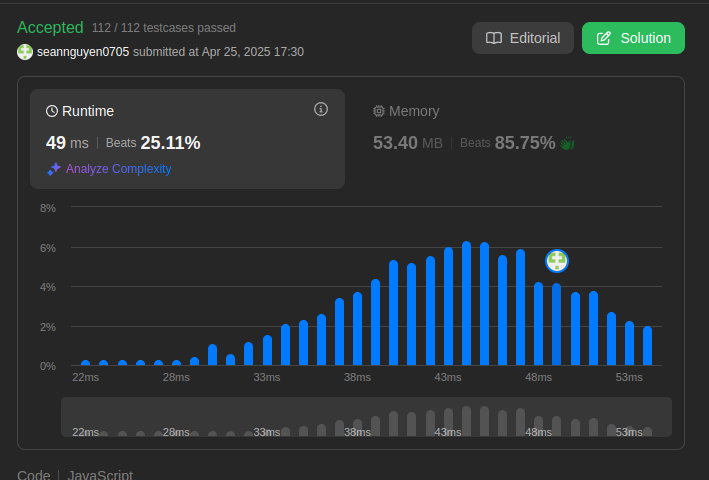 Accepted 112 / 112 testcases passed
seannguyen0705 submitted at Apr 25, 2025 17:30
Editorial
Solution
Runtime
49 ms Beats 25.11%
Analyze Complexity
Memory
53.40 MB Beats 85.75%
8%
6%
4%
2%
0%
22ms 28ms 33ms 38ms 43ms 48ms 53ms
22ms 28ms 33ms 38ms 43ms 48ms 53ms
Code JavaScript